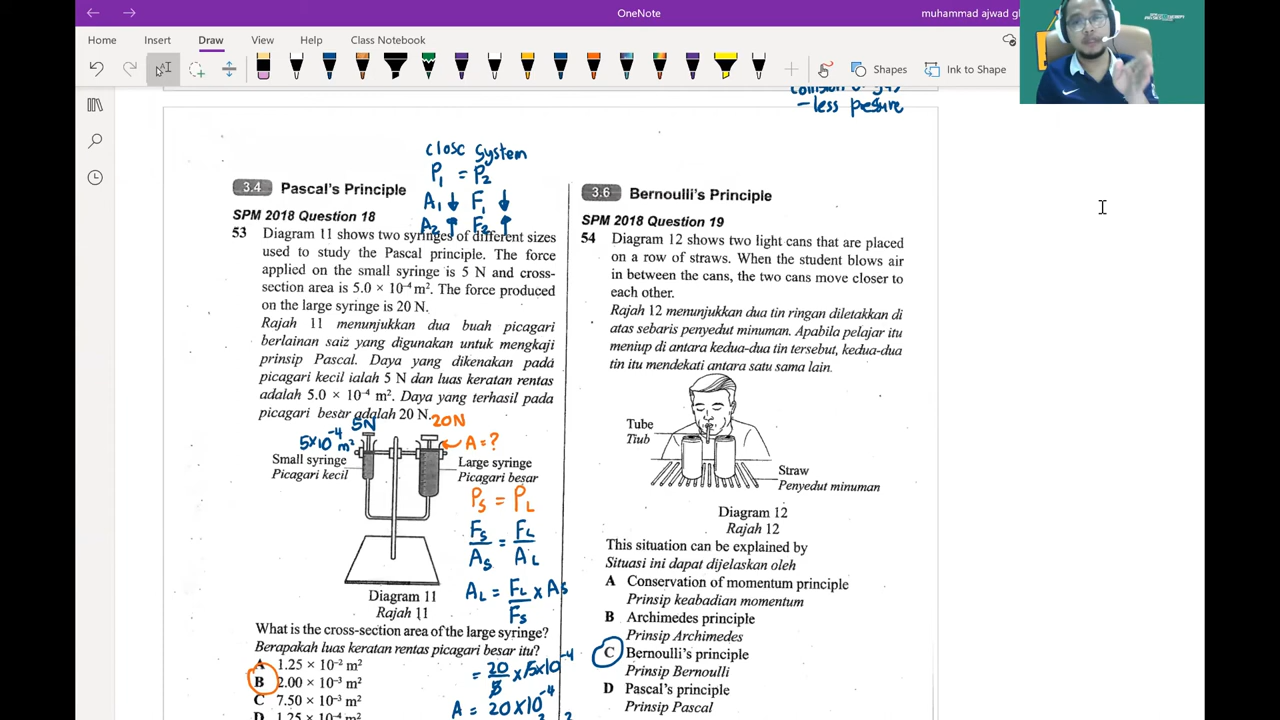 OneNote
muhammad ajwad gh
Home
Insert
Draw
View
Help
Class Notebook
Shapes
Ink to Shape
collision of gas
- less pesure
close system
P₁ = P₂
A₁ ↓ F₁ ↓
A₂ ↑ F₂ ↑
3.4 Pascal's Principle
SPM 2018 Question 18
53 Diagram 11 shows two syringes of different sizes
used to study the Pascal principle. The force
applied on the small syringe is 5 N and cross-
section area is 5.0 × 10⁻⁴ m². The force produced
on the large syringe is 20 N.
Rajah 11 menunjukkan dua buah picagari
berlainan saiz yang digunakan untuk mengkaji
prinsip Pascal. Daya yang dikenakan pada
picagari kecil ialah 5 N dan luas keratan rentas
adalah 5.0 × 10⁻⁴ m². Daya yang terhasil pada
picagari besar adalah 20 N.
5N
20N
5×10⁻⁴ m²
A = ?
Small syringe
Picagari kecil
Large syringe
Picagari besar
Pₛ = P_L
Fₛ/Aₛ = F_L/A_L
A_L = F_L/Fₛ × Aₛ
Diagram 11
Rajah 11
What is the cross-section area of the large syringe?
Berapakah luas keratan rentas picagari besar itu?
A 1.25 × 10⁻² m²
B 2.00 × 10⁻³ m²
C 7.50 × 10⁻³ m²
D 1.25 × 10⁻⁴ m²
= 20/5 × 5×10⁻⁴
A = 20×10⁻⁴
3.6 Bernoulli's Principle
SPM 2018 Question 19
54 Diagram 12 shows two light cans that are placed
on a row of straws. When the student blows air
in between the cans, the two cans move closer to
each other.
Rajah 12 menunjukkan dua tin ringan diletakkan di
atas sebaris penyedut minuman. Apabila pelajar itu
meniup di antara kedua-dua tin tersebut, kedua-dua
tin itu mendekati antara satu sama lain.
Tube
Tiub
Straw
Penyedut minuman
Diagram 12
Rajah 12
This situation can be explained by
Situasi ini dapat dijelaskan oleh
A Conservation of momentum principle
Prinsip keabadian momentum
B Archimedes principle
Prinsip Archimedes
C Bernoulli's principle
Prinsip Bernoulli
D Pascal's principle
Prinsip Pascal